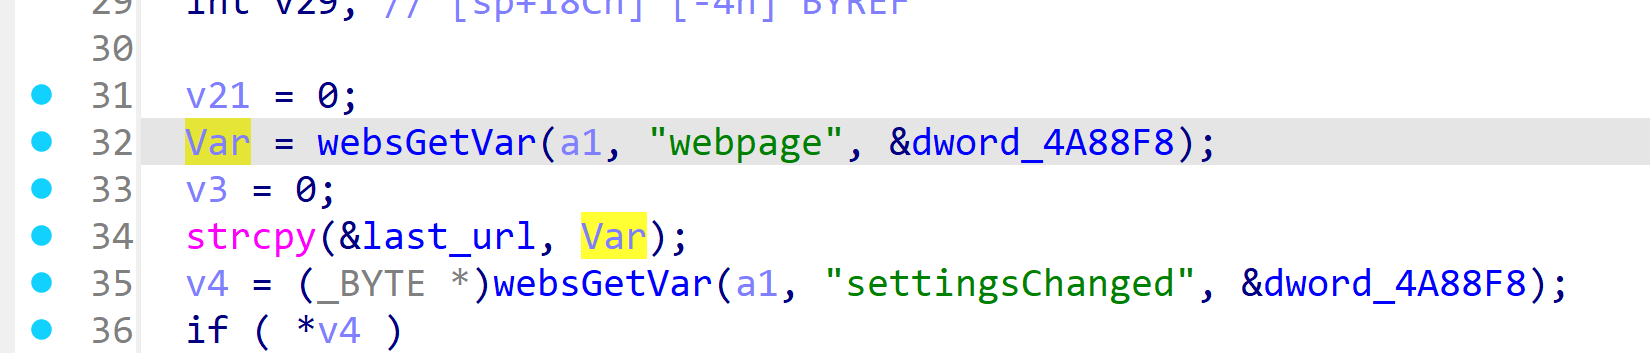 29 int v29; // [sp+18Ch] [-4h] BYREF
30
31 v21 = 0;
32 Var = websGetVar(a1, "webpage", &dword_4A88F8);
33 v3 = 0;
34 strcpy(&last_url, Var);
35 v4 = (_BYTE *)websGetVar(a1, "settingsChanged", &dword_4A88F8);
36 if ( *v4 )